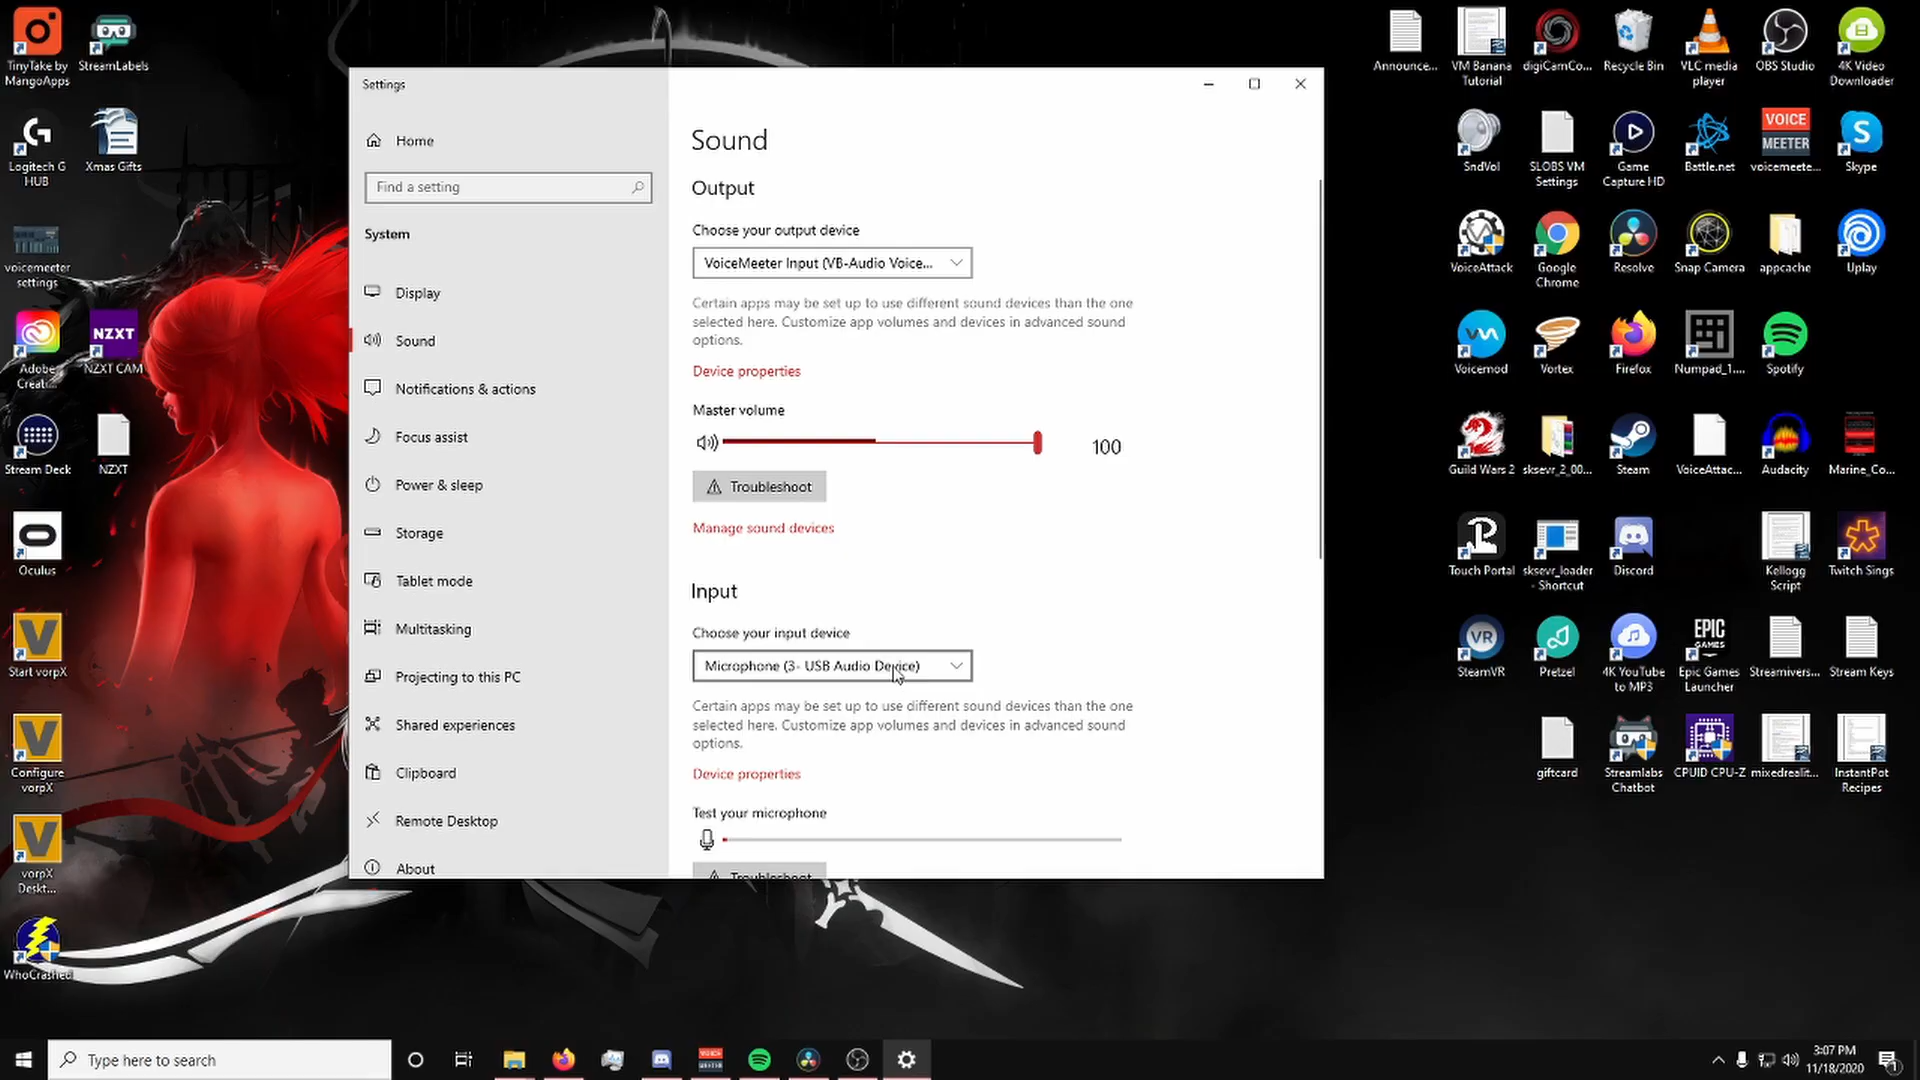 TinyTake by
MangoApps
StreamLabels
Logitech G
HUB
Xmas Gifts
voicemeeter
settings
Adobe
Creati...
NZXT
NZXT CAM
Stream Deck
NZXT
Oculus
Start vorpX
Configure
vorpX
vorpX
Deskt...
WhoCrashed
Settings
Home
Find a setting
System
Display
Sound
Notifications & actions
Focus assist
Power & sleep
Storage
Tablet mode
Multitasking
Projecting to this PC
Shared experiences
Clipboard
Remote Desktop
About
Sound
Output
Choose your output device
VoiceMeeter Input (VB-Audio Voice...
Certain apps may be set up to use different sound devices than the one
selected here. Customize app volumes and devices in advanced sound
options.
Device properties
Master volume
100
Troubleshoot
Manage sound devices
Input
Choose your input device
Microphone (3- USB Audio Device)
Certain apps may be set up to use different sound devices than the one
selected here. Customize app volumes and devices in advanced sound
options.
Device properties
Test your microphone
Troubleshoot
Announce...
VM Banana
Tutorial
digiCamCo...
Recycle Bin
VLC media
player
OBS Studio
4K Video
Downloader
SndVol
SLOBS VM
Settings
Game
Capture HD
Battle.net
VOICE
MEETER
voicemeete...
Skype
VoiceAttack
Google
Chrome
Resolve
Snap Camera
appcache
Uplay
Voicemod
Vortex
Firefox
Numpad_1....
Spotify
Guild Wars 2
sksevr_2_00...
Steam
VoiceAttac...
Audacity
Marine_Co...
Touch Portal
sksevr_loader
- Shortcut
Discord
Kellogg
Script
Twitch Sings
VR
SteamVR
Pretzel
4K YouTube
to MP3
EPIC
GAMES
Epic Games
Launcher
Streamivers...
Stream Keys
giftcard
Streamlabs
Chatbot
CPUID CPU-Z
mixedrealit...
InstantPot
Recipes
Type here to search
VOICE
MEETER
3:07 PM
11/18/2020
1